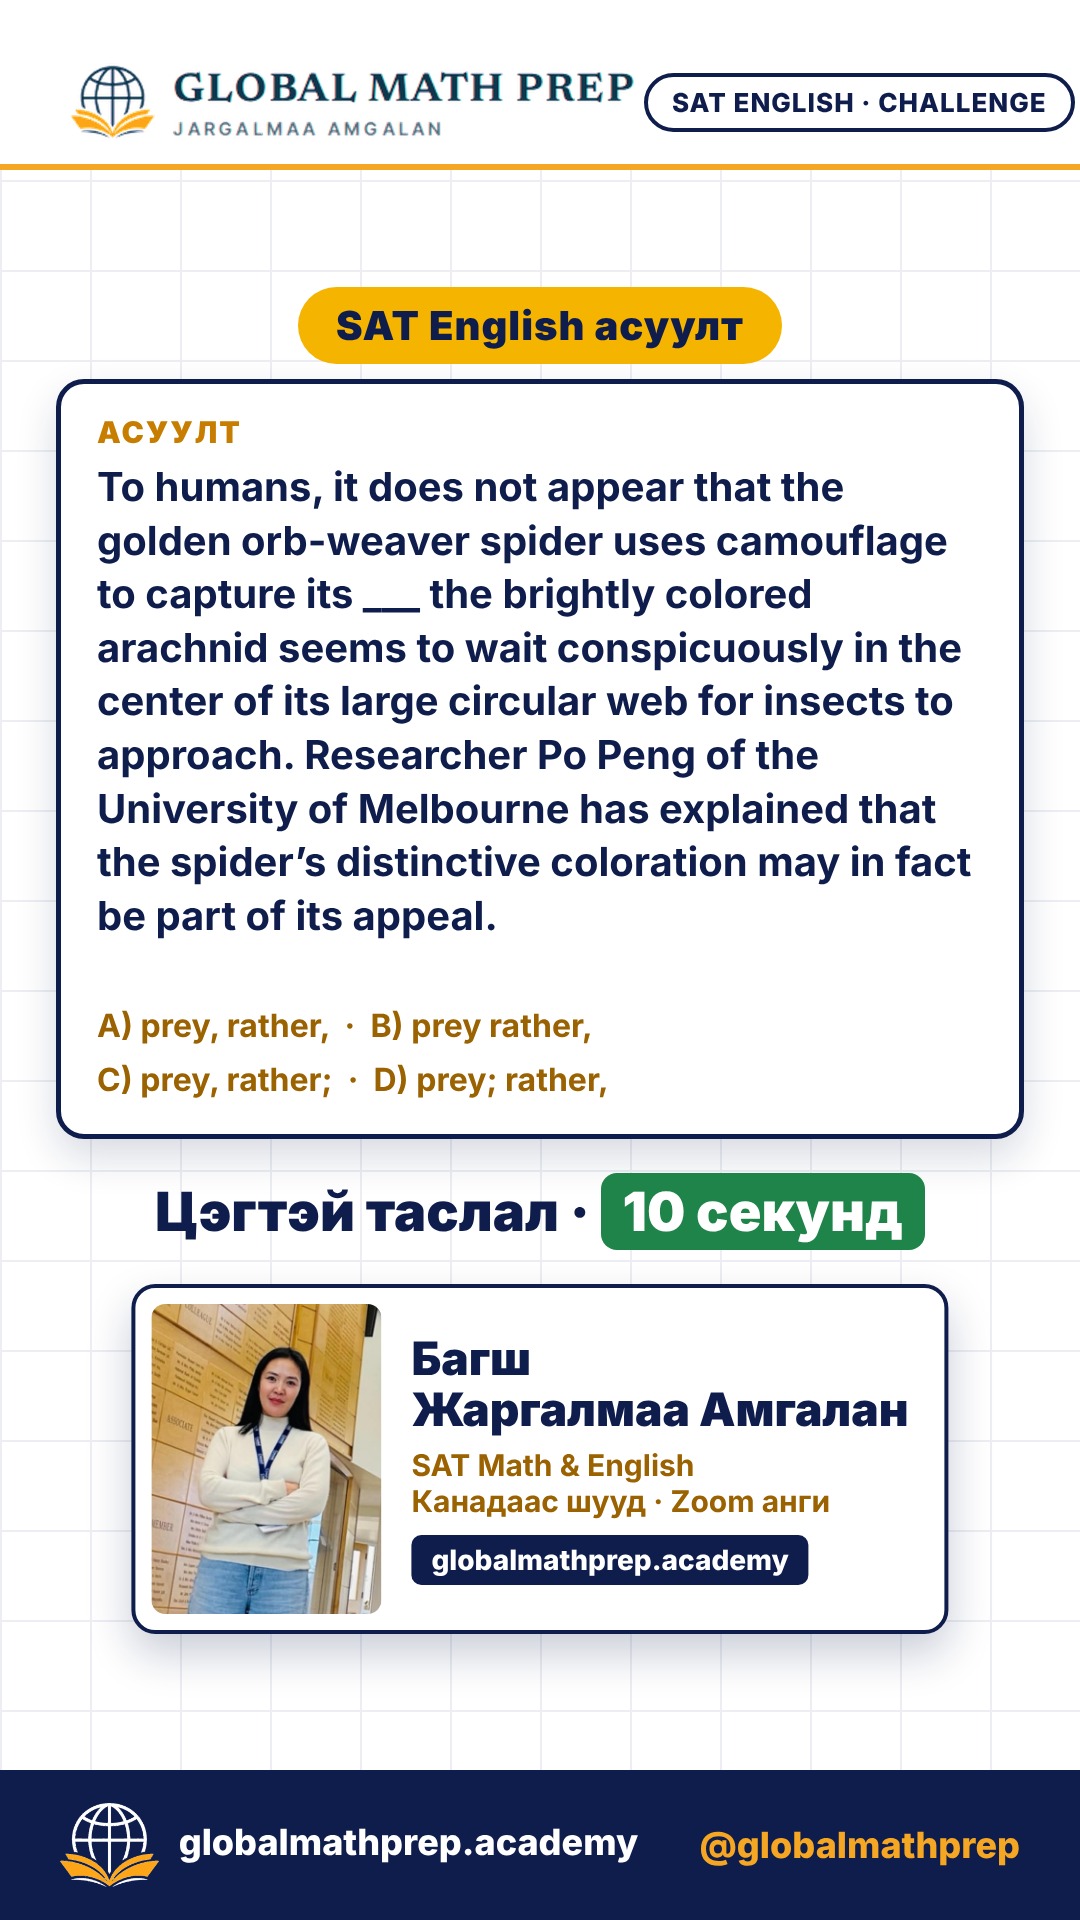 GLOBAL MATH PREP
JARGALMAA AMGALAN
SAT ENGLISH · CHALLENGE
SAT English асуулт
АСУУЛТ
To humans, it does not appear that the
golden orb-weaver spider uses camouflage
to capture its ___ the brightly colored
arachnid seems to wait conspicuously in the
center of its large circular web for insects to
approach. Researcher Po Peng of the
University of Melbourne has explained that
the spider’s distinctive coloration may in fact
be part of its appeal.
A) prey, rather, · B) prey rather,
C) prey, rather; · D) prey; rather,
Цэгтэй таслал · 10 секунд
ASSOCIATE
Багш
Жаргалмаа Амгалан
SAT Math & English
Канадаас шууд · Zoom анги
globalmathprep.academy
globalmathprep.academy
@globalmathprep